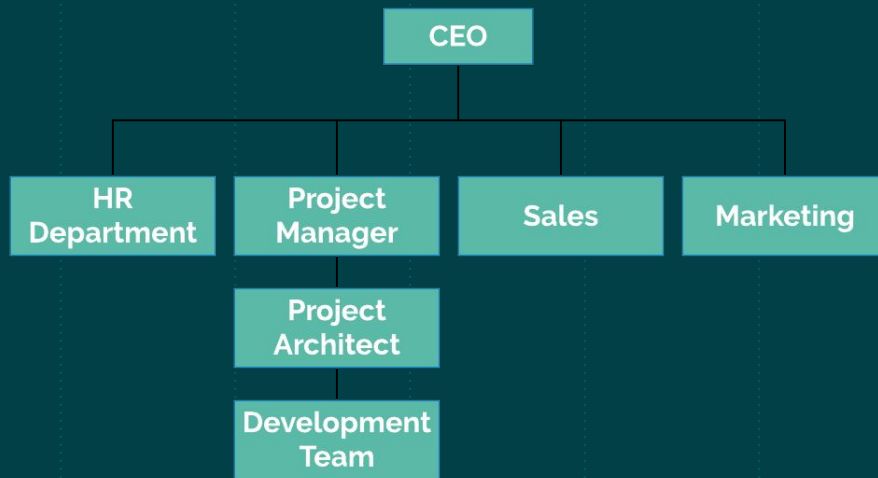 CEO
HR
Department
Project
Manager
Sales
Marketing
Project
Architect
Development
Team